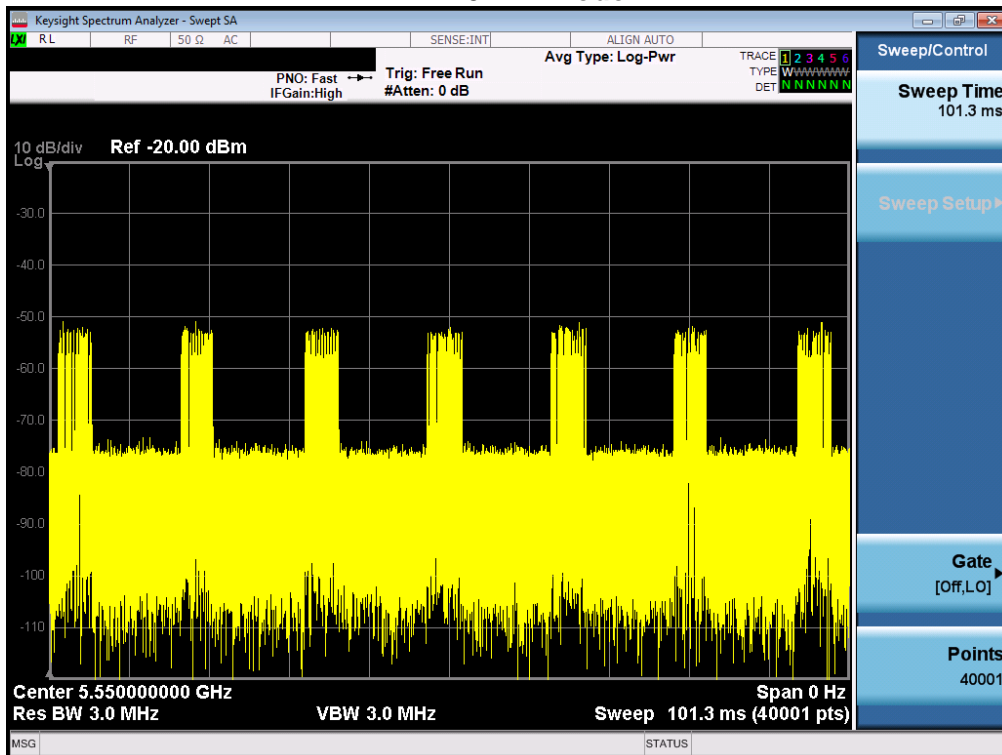 Keysight Spectrum Analyzer - Swept SA
LXI RL RF 50 Ω AC SENSE:INT ALIGN AUTO
Sweep/Control
PNO: Fast
IFGain:High
Trig: Free Run
#Atten: 0 dB
Avg Type: Log-Pwr
TRACE 1 2 3 4 5 6
TYPE WWWWWW
DET N N N N N N
Sweep Time
101.3 ms
10 dB/div Ref -20.00 dBm
Log
-30.0
-40.0
-50.0
-60.0
-70.0
-80.0
-90.0
-100
-110
Sweep Setup
Gate
[Off,LO]
Points
40001
Center 5.550000000 GHz Span 0 Hz
Res BW 3.0 MHz VBW 3.0 MHz Sweep 101.3 ms (40001 pts)
MSG STATUS